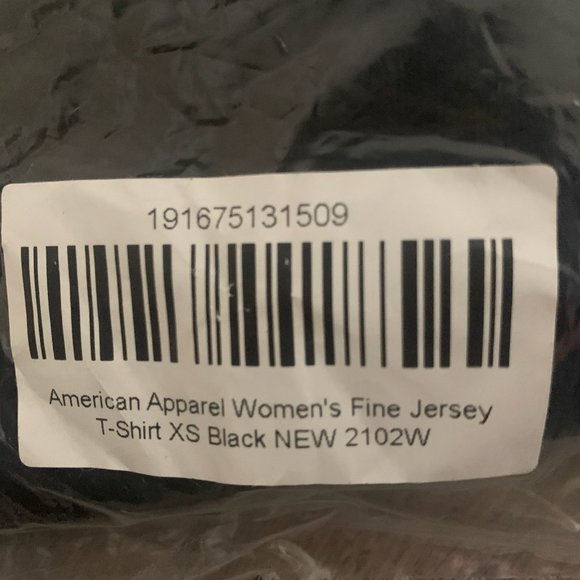 191675131509
American Apparel Women's Fine Jersey
T-Shirt XS Black NEW 2102W